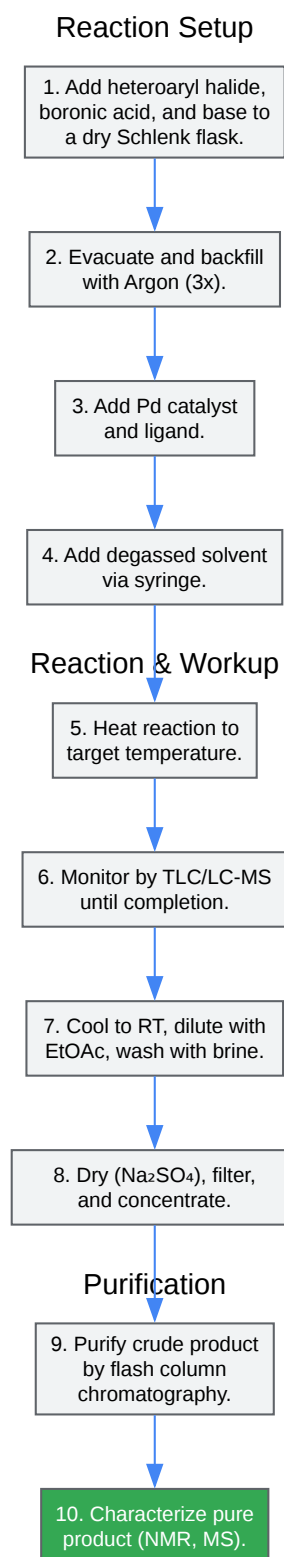 Reaction Setup
1. Add heteroaryl halide,
boronic acid, and base to
a dry Schlenk flask.
2. Evacuate and backfill
with Argon (3x).
3. Add Pd catalyst
and ligand.
4. Add degassed solvent
via syringe.
Reaction & Workup
5. Heat reaction to
target temperature.
6. Monitor by TLC/LC-MS
until completion.
7. Cool to RT, dilute with
EtOAc, wash with brine.
8. Dry (Na₂SO₄), filter,
and concentrate.
Purification
9. Purify crude product
by flash column
chromatography.
10. Characterize pure
product (NMR, MS).